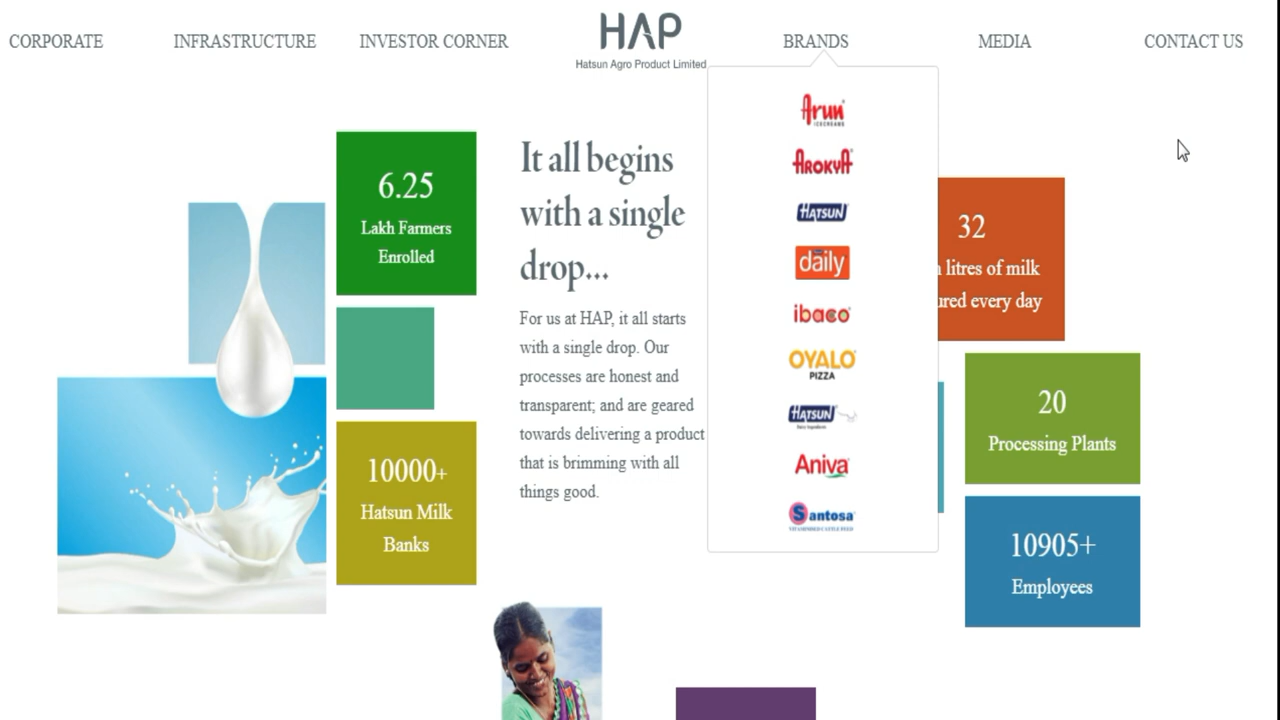 CORPORATE
INFRASTRUCTURE
INVESTOR CORNER
HAP
Hatsun Agro Product Limited
BRANDS
MEDIA
CONTACT US
6.25
Lakh Farmers
Enrolled
10000+
Hatsun Milk
Banks
It all begins
with a single
drop...
For us at HAP, it all starts
with a single drop. Our
processes are honest and
transparent; and are geared
towards delivering a product
that is brimming with all
things good.
Arun
ICECREAMS
AROKYA
HATSUN
daily
ibaco
OYALO
PIZZA
HATSUN
Aniva
Santosa
32
litres of milk
every day
20
Processing Plants
10905+
Employees